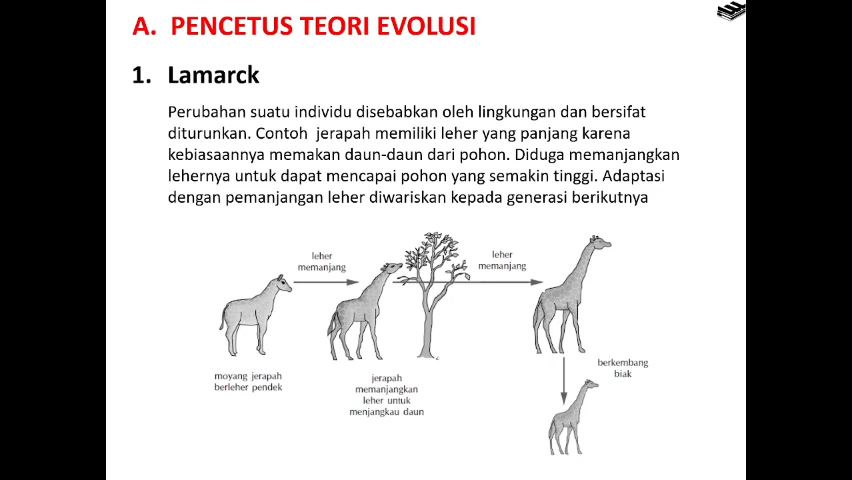 A. PENCETUS TEORI EVOLUSI
1. Lamarck
Perubahan suatu individu disebabkan oleh lingkungan dan bersifat
diturunkan. Contoh jerapah memiliki leher yang panjang karena
kebiasaannya memakan daun-daun dari pohon. Diduga memanjangkan
lehernya untuk dapat mencapai pohon yang semakin tinggi. Adaptasi
dengan pemanjangan leher diwariskan kepada generasi berikutnya
leher
memanjang
leher
memanjang
moyang jerapah
berleher pendek
jerapah
memanjangkan
leher untuk
menjangkau daun
berkembang
biak